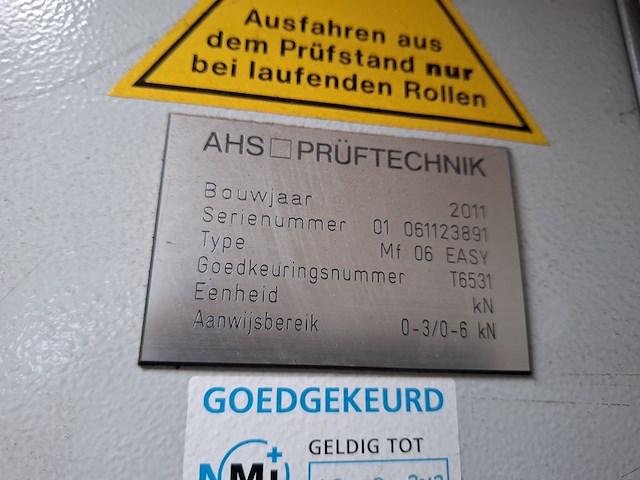 Ausfahren aus
dem Prüfstand nur
bei laufenden Rollen
AHS PRÜFTECHNIK
Bouwjaar 2011
Serienummer 01 061123891
Type Mf 06 EASY
Goedkeuringsnummer T6531
Eenheid kN
Aanwijsbereik 0-3/0-6 kN
GOEDGEKEURD
GELDIG TOT
NMi